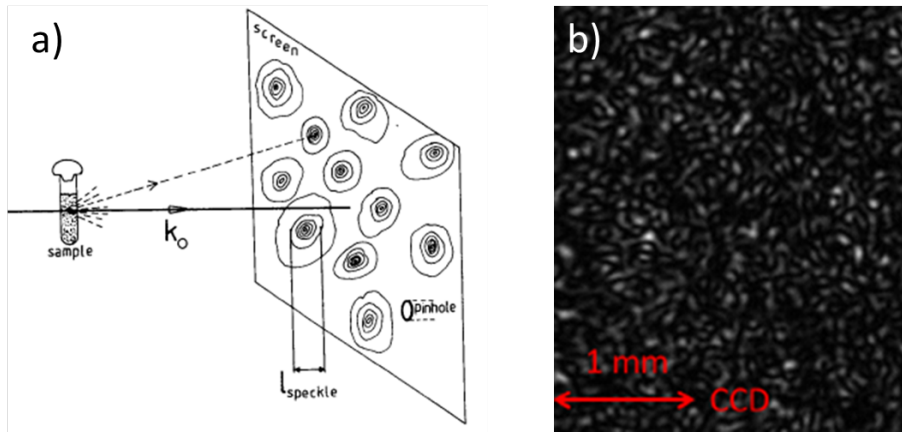 a)
screen
sample
k₀
pinhole
lspeckle
b)
1 mm
CCD